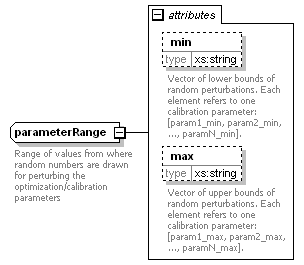 attributes
min
type xs:string
Vector of lower bounds of
random perturbations. Each
element refers to one
calibration parameter:
[param1_min, param2_min,
..., paramN_min].
parameterRange
Range of values from where
random numbers are drawn
for perturbing the
optimization/calibration
parameters
max
type xs:string
Vector of upper bounds of
random perturbations. Each
element refers to one
calibration parameter:
[param1_max, param2_max,
..., paramN_max].